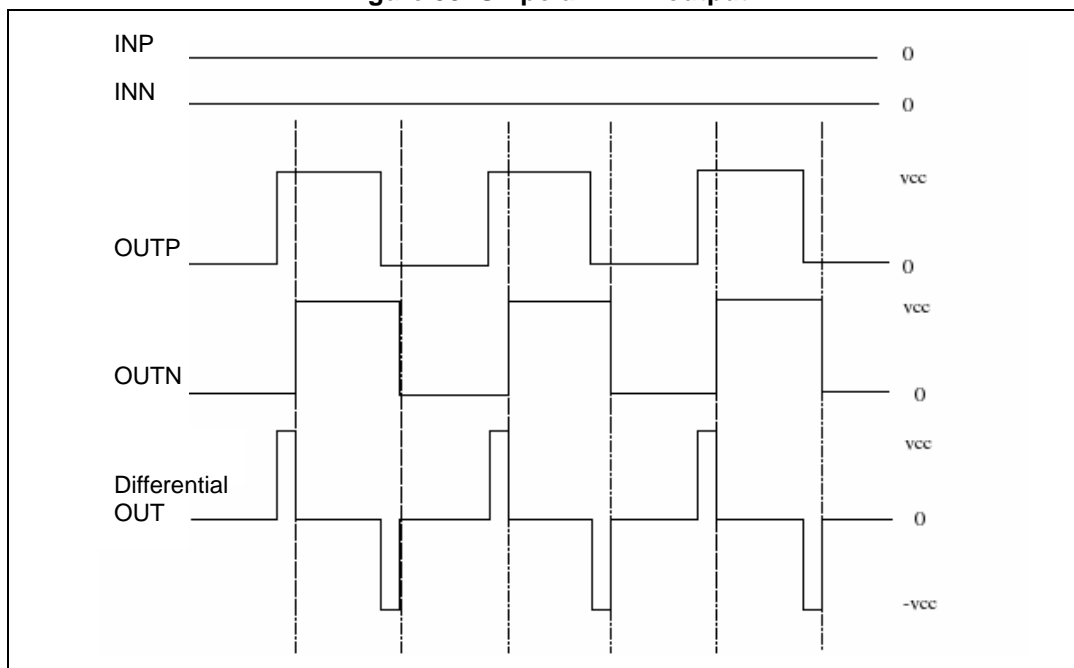 INP
0
INN
0
vcc
OUTP
0
vcc
OUTN
0
vcc
Differential
OUT
0
-vcc